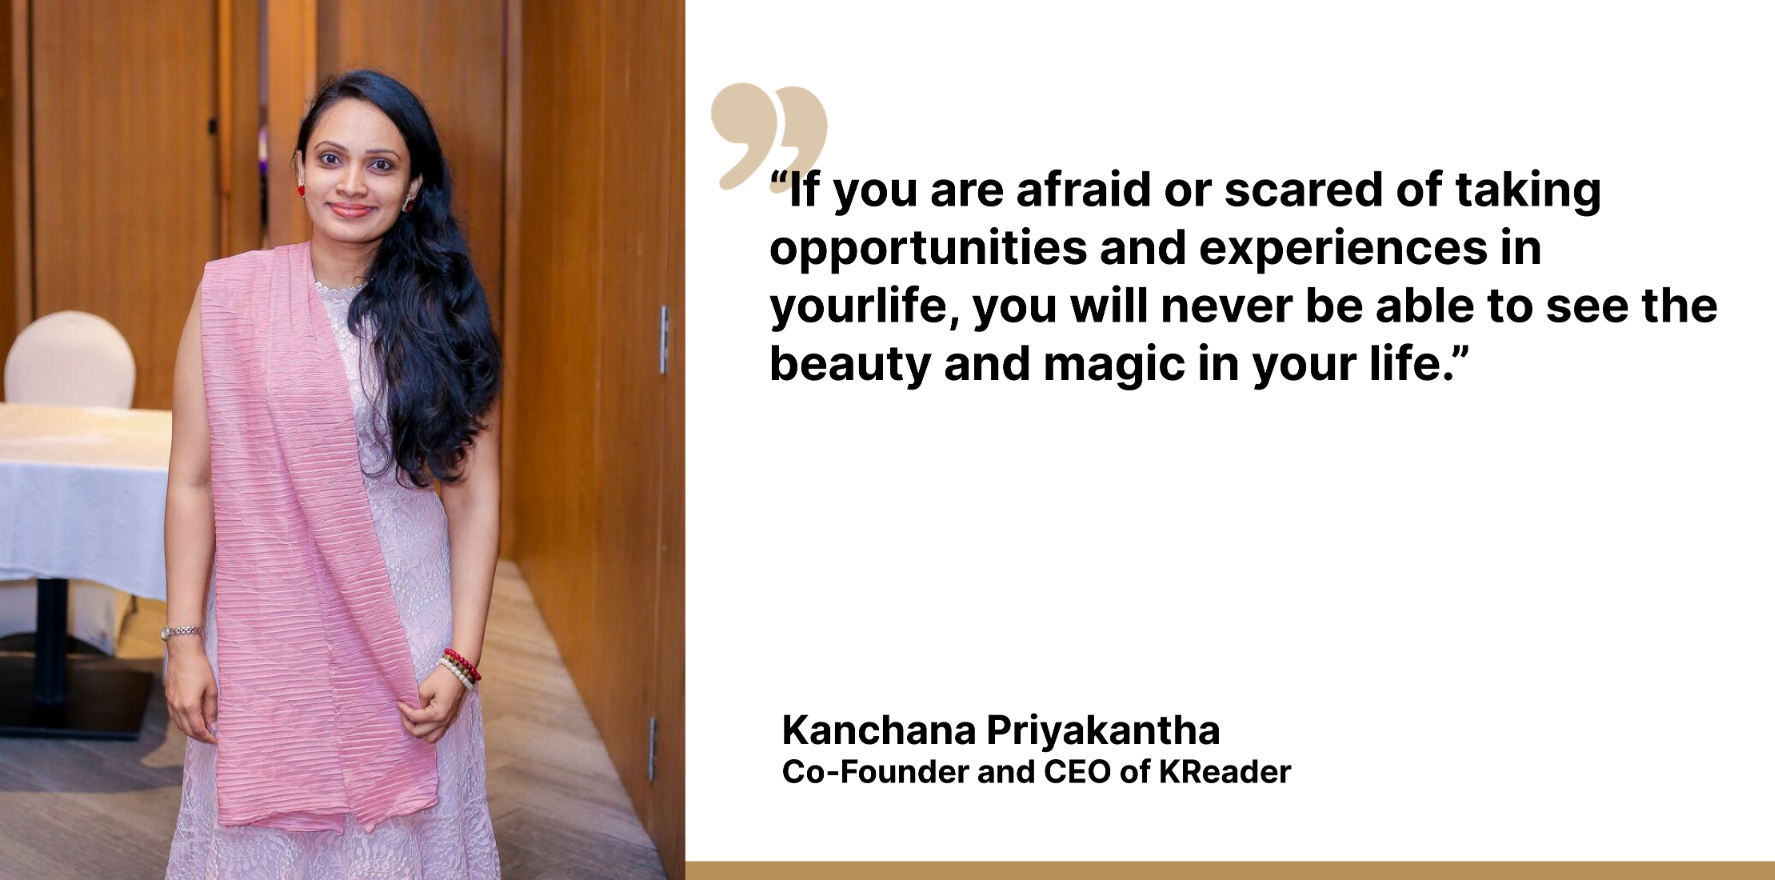 “If you are afraid or scared of taking
opportunities and experiences in
yourlife, you will never be able to see the
beauty and magic in your life.”
Kanchana Priyakantha
Co-Founder and CEO of KReader